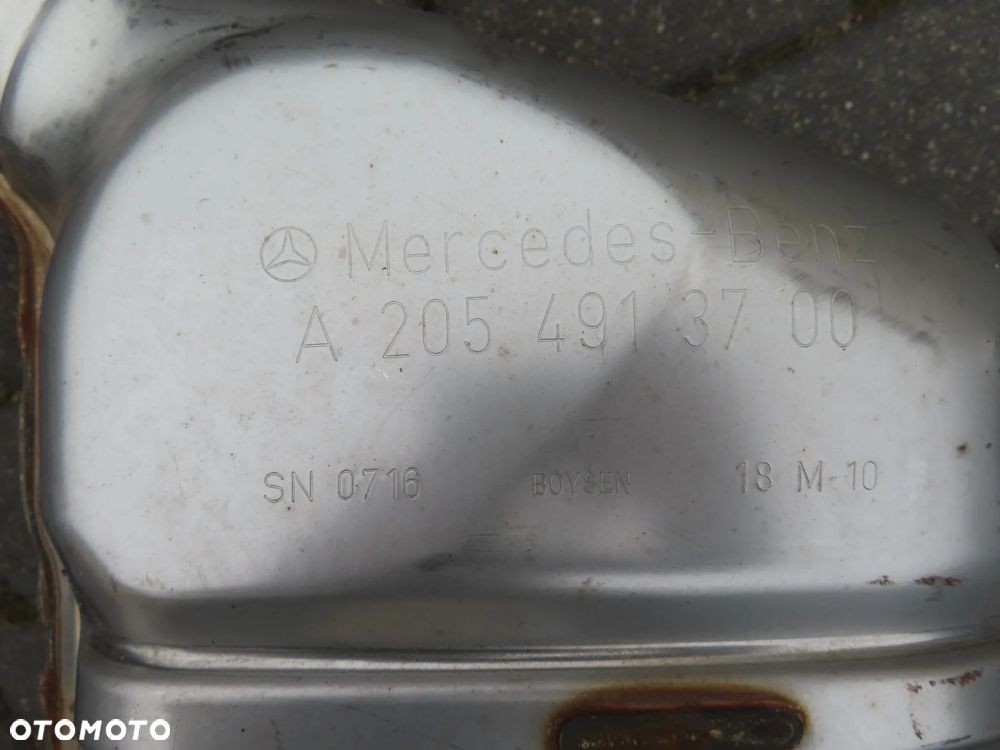 Mercedes-Benz
A 205 491 37 00
SN 0716 BOYSEN 18 M 10
OTOMOTO